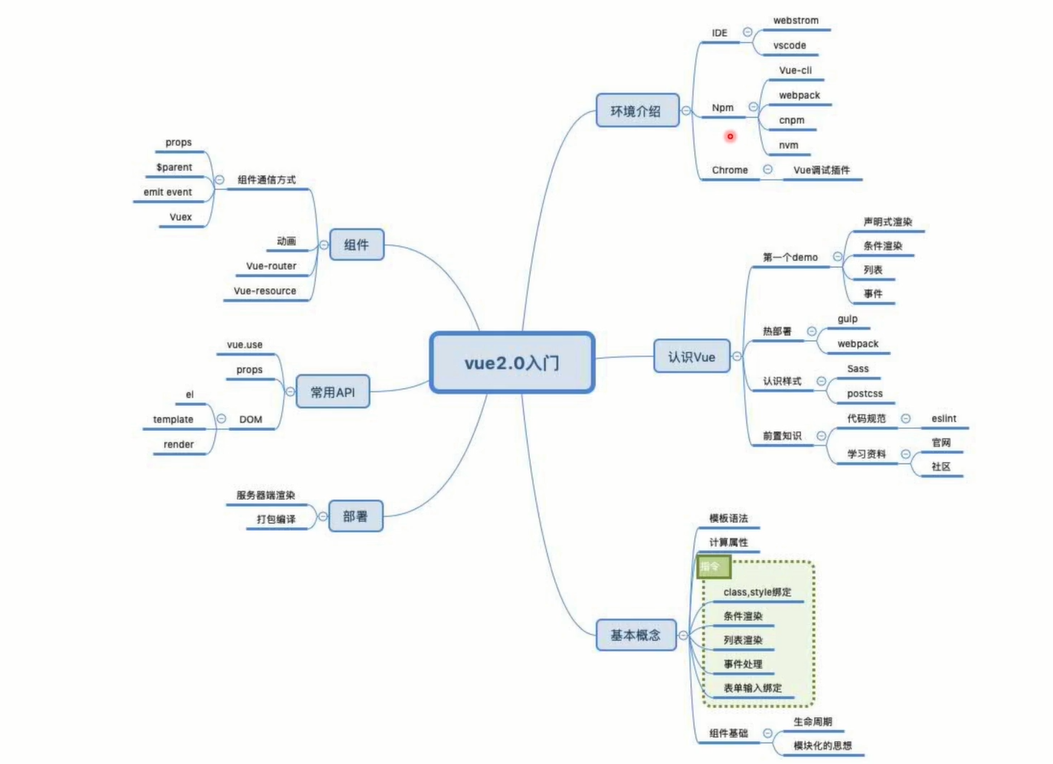 vue2.0入门
环境介绍
IDE
webstrom
vscode
Npm
Vue-cli
webpack
cnpm
nvm
Chrome
Vue调试插件
认识Vue
第一个demo
声明式渲染
条件渲染
列表
事件
热部署
gulp
webpack
认识样式
Sass
postcss
前置知识
代码规范
eslint
学习资料
官网
社区
基本概念
模板语法
计算属性
指令
class,style绑定
条件渲染
列表渲染
事件处理
表单输入绑定
组件基础
生命周期
模块化的思想
组件
组件通信方式
props
$parent
emit event
Vuex
动画
Vue-router
Vue-resource
常用API
vue.use
props
DOM
el
template
render
部署
服务器端渲染
打包编译